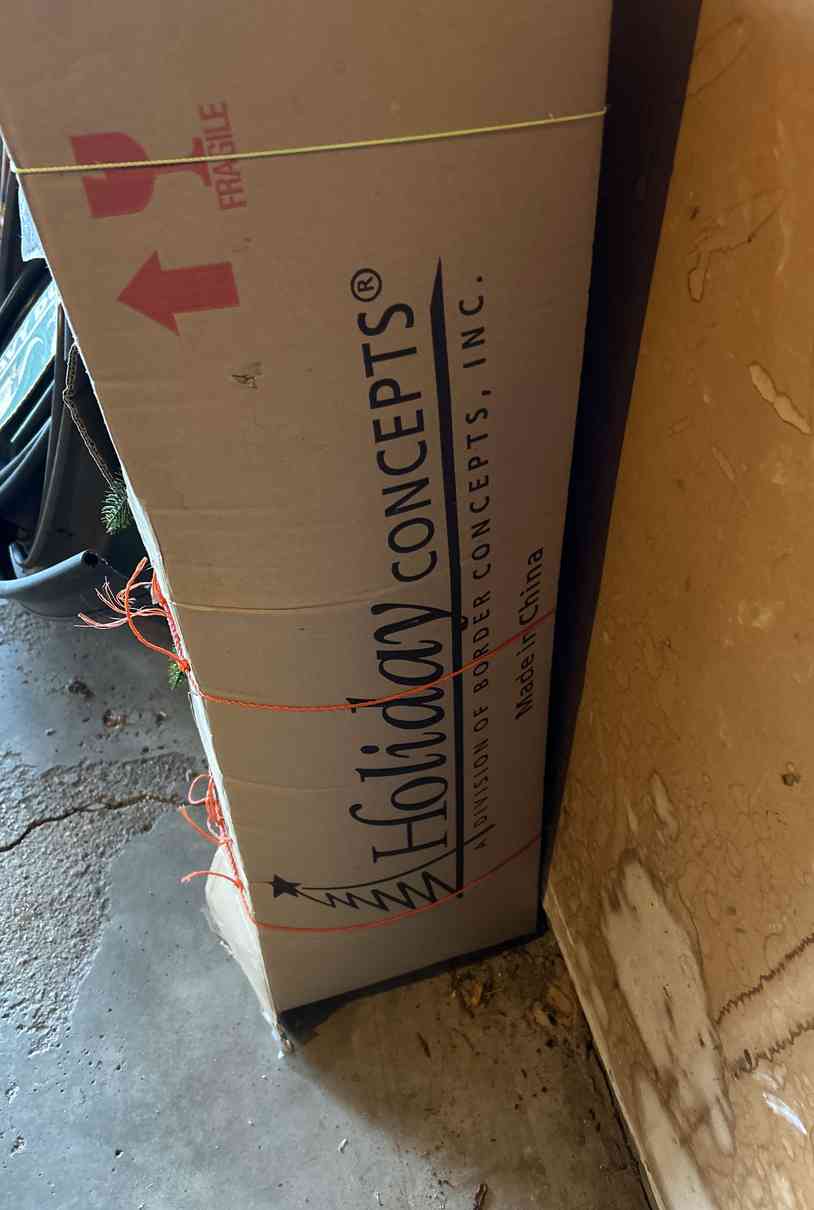 FRAGILE
Holiday CONCEPTS®
A DIVISION OF BORDER CONCEPTS, INC.
Made in China